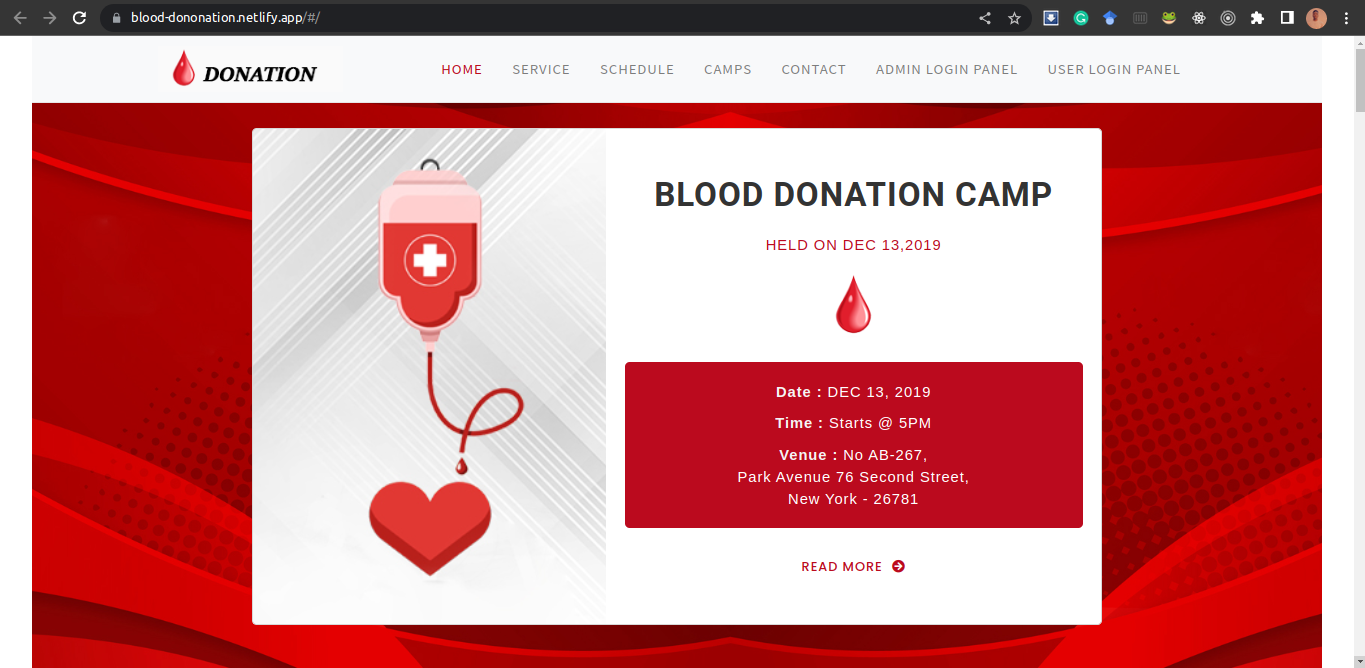 blood-dononation.netlify.app/#/
DONATION
HOME SERVICE SCHEDULE CAMPS CONTACT ADMIN LOGIN PANEL USER LOGIN PANEL
BLOOD DONATION CAMP
HELD ON DEC 13,2019
Date : DEC 13, 2019
Time : Starts @ 5PM
Venue : No AB-267,
Park Avenue 76 Second Street,
New York - 26781
READ MORE